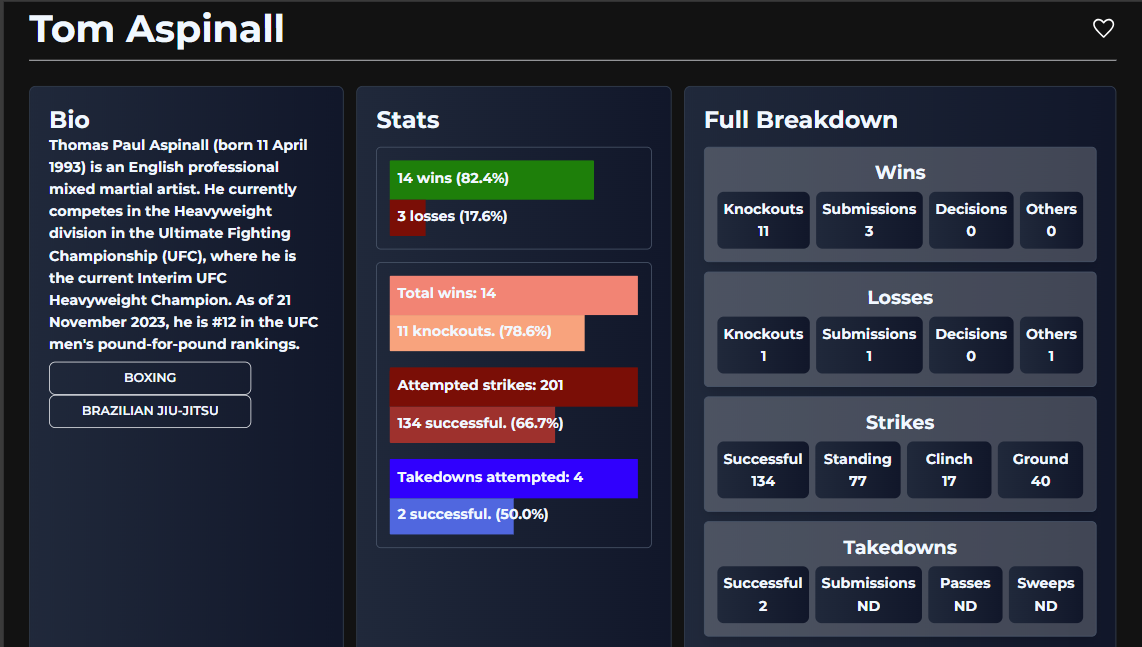 Tom Aspinall
Bio
Thomas Paul Aspinall (born 11 April
1993) is an English professional
mixed martial artist. He currently
competes in the Heavyweight
division in the Ultimate Fighting
Championship (UFC), where he is
the current Interim UFC
Heavyweight Champion. As of 21
November 2023, he is #12 in the UFC
men's pound-for-pound rankings.
BOXING
BRAZILIAN JIU-JITSU
Stats
14 wins (82.4%)
3 losses (17.6%)
Total wins: 14
11 knockouts. (78.6%)
Attempted strikes: 201
134 successful. (66.7%)
Takedowns attempted: 4
2 successful. (50.0%)
Full Breakdown
Wins
Knockouts Submissions Decisions Others
11 3 0 0
Losses
Knockouts Submissions Decisions Others
1 1 0 1
Strikes
Successful Standing Clinch Ground
134 77 17 40
Takedowns
Successful Submissions Passes Sweeps
2 ND ND ND